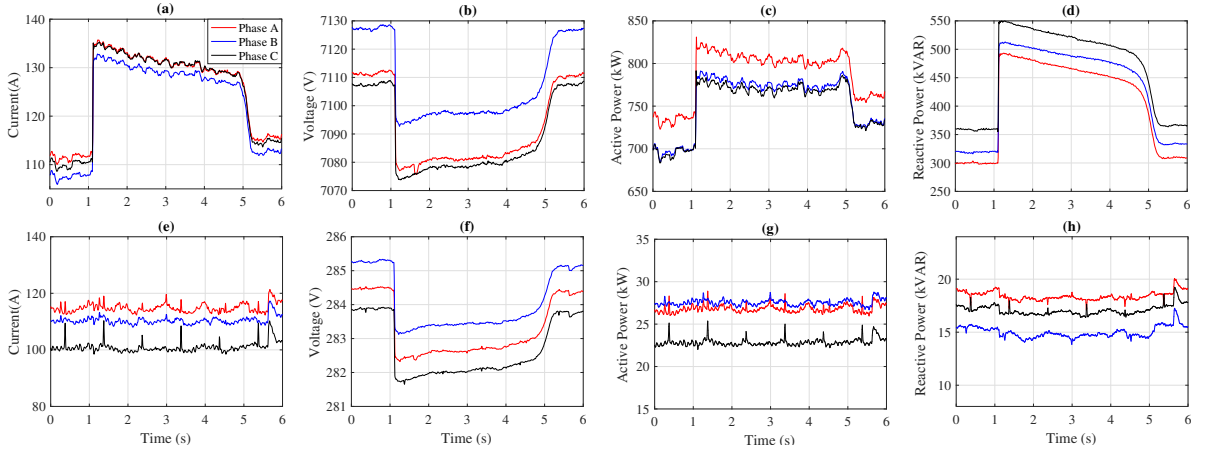 (a)
Current(A)
140
130
120
110
0 1 2 3 4 5 6
Phase A
Phase B
Phase C
(b)
Voltage (V)
7130
7120
7110
7100
7090
7080
7070
0 1 2 3 4 5 6
(c)
Active Power (kW)
850
800
750
700
650
0 1 2 3 4 5 6
(d)
Reactive Power (kVAR)
550
500
450
400
350
300
250
0 1 2 3 4 5 6
(e)
Current(A)
140
120
100
80
0 1 2 3 4 5 6
Time (s)
(f)
Voltage (V)
286
285
284
283
282
281
0 1 2 3 4 5 6
Time (s)
(g)
Active Power (kW)
35
30
25
20
15
0 1 2 3 4 5 6
Time (s)
(h)
Reactive Power (kVAR)
20
15
10
0 1 2 3 4 5 6
Time (s)